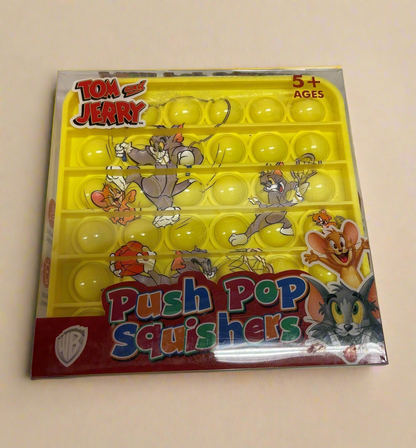 TOM and
JERRY
5+
AGES
Push Pop
Squishers
WB